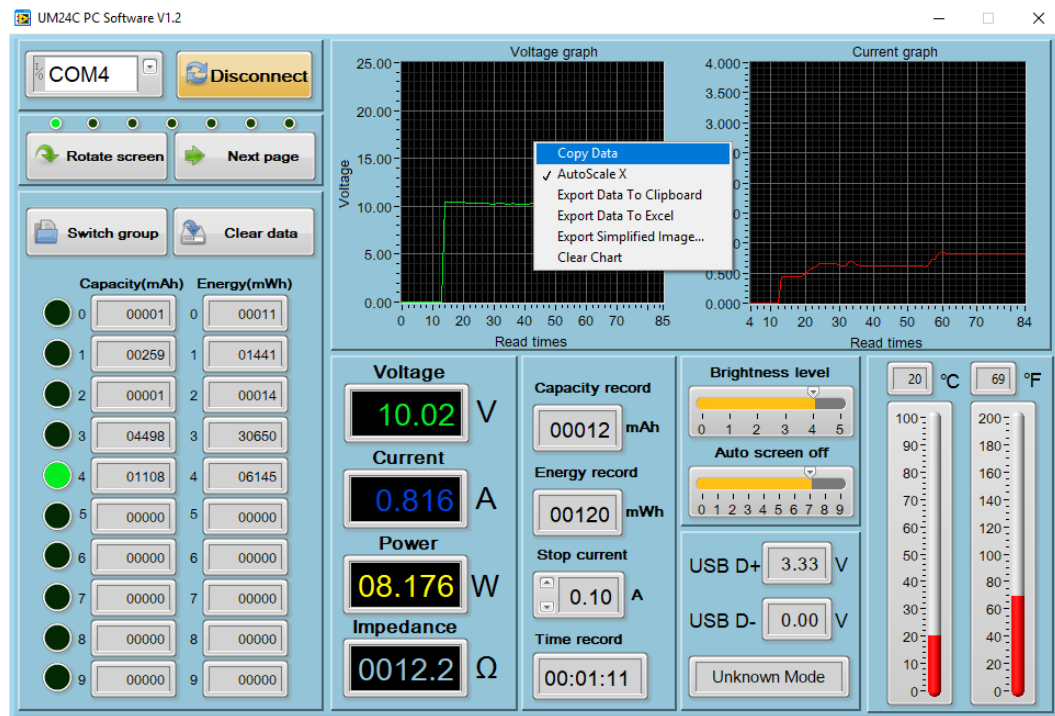 UM24C PC Software V1.2
COM4
Disconnect
Rotate screen
Next page
Switch group
Clear data
Capacity(mAh) Energy(mWh)
0 00001 0 00011
1 00259 1 01441
2 00001 2 00014
3 04498 3 30650
4 01108 4 06145
5 00000 5 00000
6 00000 6 00000
7 00000 7 00000
8 00000 8 00000
9 00000 9 00000
Voltage graph
25.00
20.00
15.00
10.00
5.00
0.00
Voltage
0 10 20 30 40 50 60 70 85
Read times
Copy Data
AutoScale X
Export Data To Clipboard
Export Data To Excel
Export Simplified Image...
Clear Chart
Current graph
4.000
3.500
3.000
0.500
0.000
4 10 20 30 40 50 60 70 84
Read times
Voltage
10.02 V
Current
0.816 A
Power
08.176 W
Impedance
0012.2 Ω
Capacity record
00012 mAh
Energy record
00120 mWh
Stop current
0.10 A
Time record
00:01:11
Brightness level
0 1 2 3 4 5
Auto screen off
0 1 2 3 4 5 6 7 8 9
USB D+ 3.33 V
USB D- 0.00 V
Unknown Mode
20 °C 69 °F
100 200
90 180
80 160
70 140
60 120
50 100
40 80
30 60
20 40
10 20
0 0